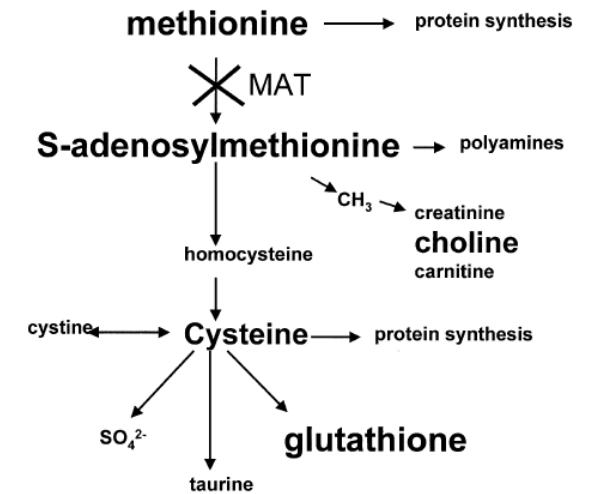 methionine → protein synthesis
MAT
S-adenosylmethionine → polyamines
CH₃
creatinine
choline
carnitine
homocysteine
cystine ↔ Cysteine → protein synthesis
SO₄²⁻
glutathione
taurine